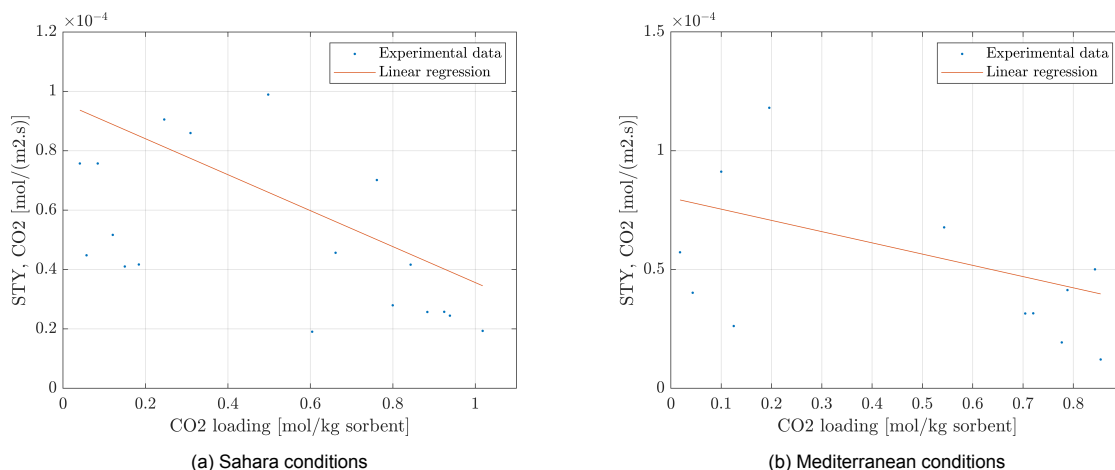 ×10⁻⁴
1.2
1
0.8
0.6
0.4
0.2
0
STY, CO2 [mol/(m2.s)]
Experimental data
Linear regression
0 0.2 0.4 0.6 0.8 1
CO2 loading [mol/kg sorbent]
(a) Sahara conditions
×10⁻⁴
1.5
1
0.5
0
STY, CO2 [mol/(m2.s)]
Experimental data
Linear regression
0 0.1 0.2 0.3 0.4 0.5 0.6 0.7 0.8
CO2 loading [mol/kg sorbent]
(b) Mediterranean conditions